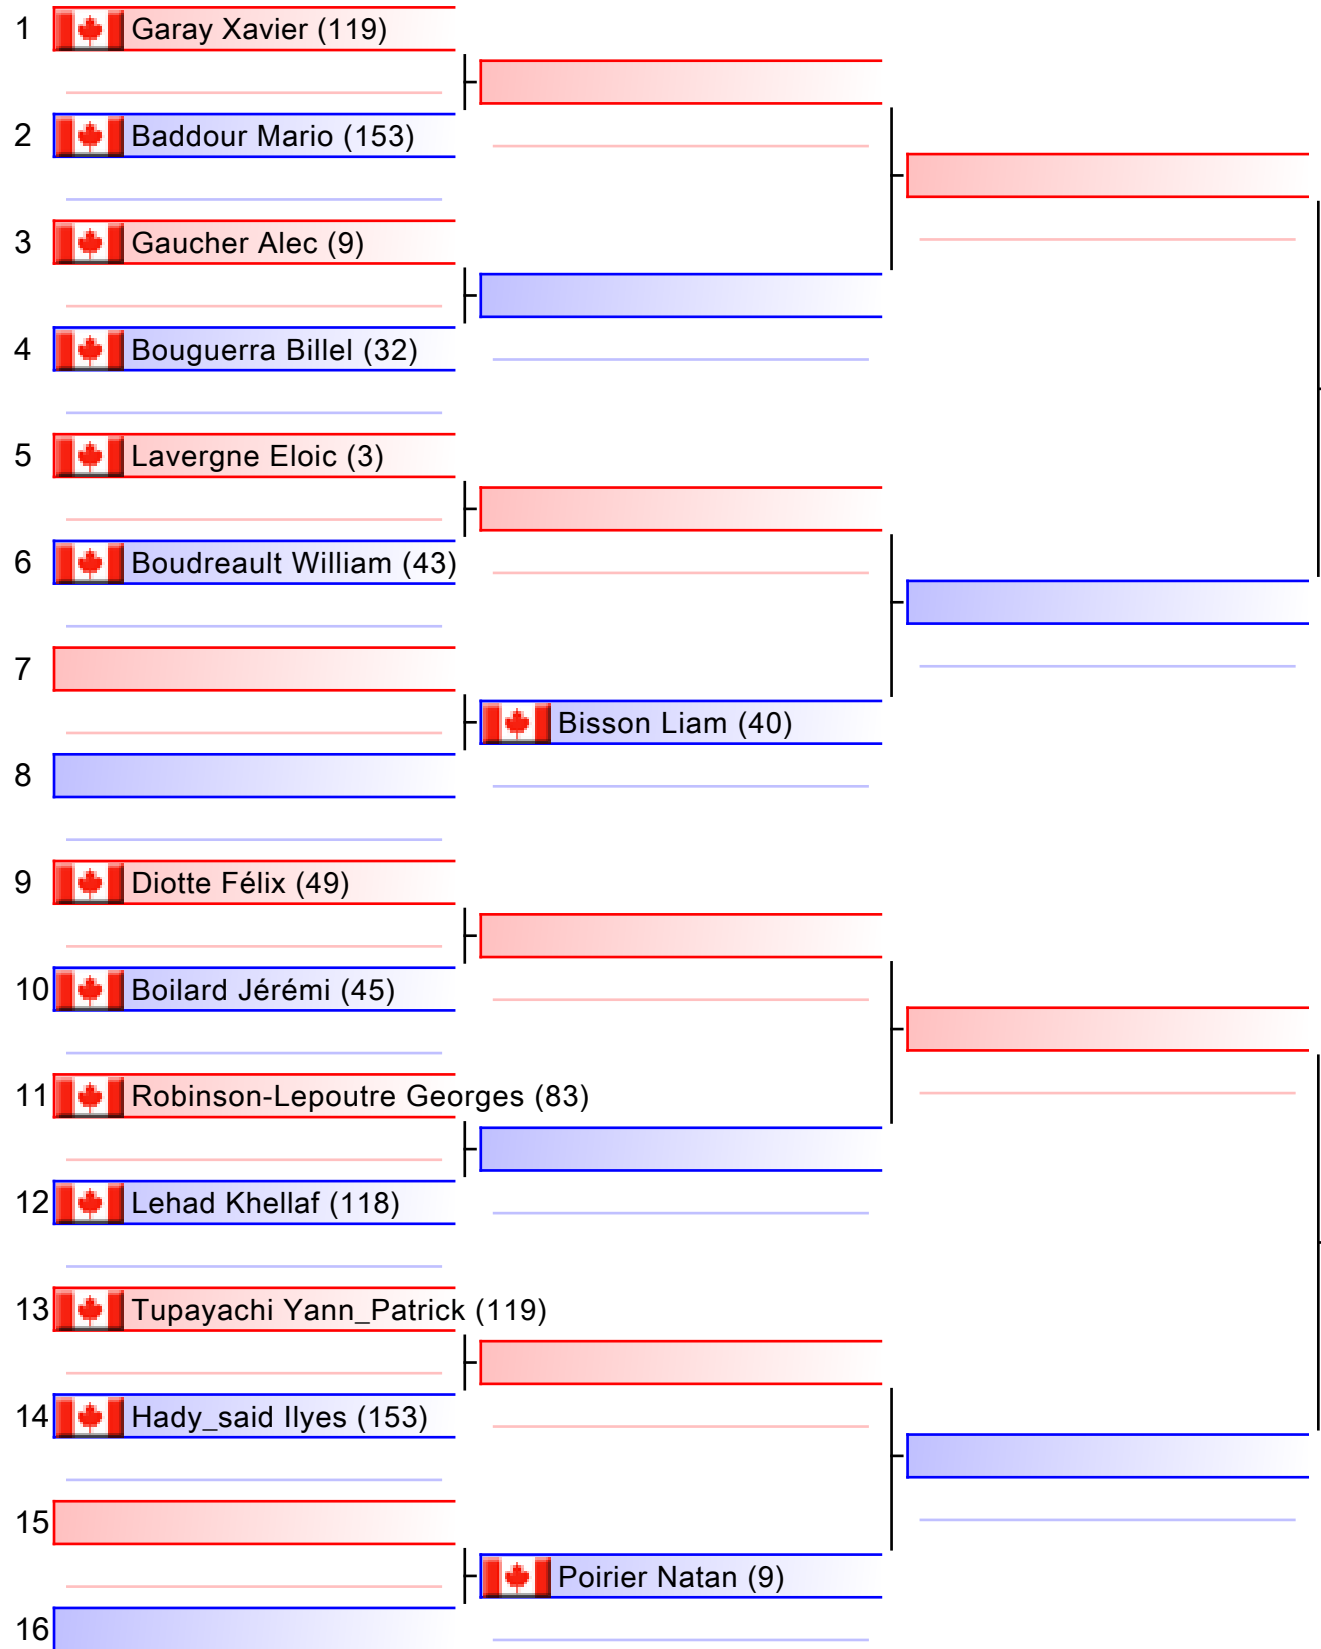 1 Garay Xavier (119)
2 Baddour Mario (153)
3 Gaucher Alec (9)
4 Bouguerra Billel (32)
5 Lavergne Eloic (3)
6 Boudreault William (43)
7
Bisson Liam (40)
8
9 Diotte Félix (49)
10 Boilard Jérémi (45)
11 Robinson-Lepoutre Georges (83)
12 Lehad Khellaf (118)
13 Tupayachi Yann_Patrick (119)
14 Hady_said Ilyes (153)
15
Poirier Natan (9)
16